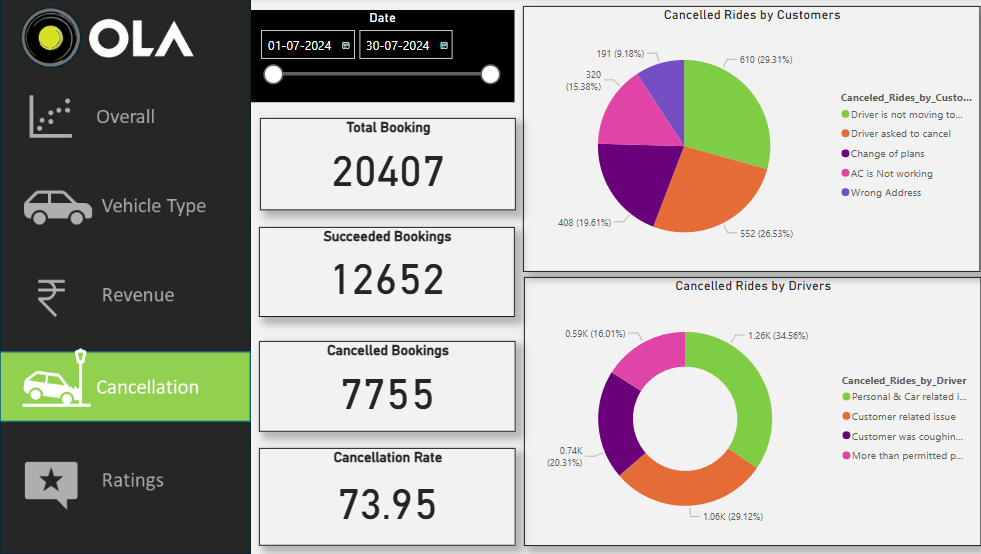 OLA
Overall
Vehicle Type
Revenue
Cancellation
Ratings
Date
01-07-2024
30-07-2024
Total Booking
20407
Succeeded Bookings
12652
Cancelled Bookings
7755
Cancellation Rate
73.95
Cancelled Rides by Customers
191 (9.18%)
610 (29.31%)
320
(15.38%)
408 (19.61%)
552 (26.53%)
Canceled_Rides_by_Custo...
Driver is not moving to...
Driver asked to cancel
Change of plans
AC is Not working
Wrong Address
Cancelled Rides by Drivers
0.59K (16.01%)
1.26K (34.56%)
0.74K
(20.31%)
1.06K (29.12%)
Canceled_Rides_by_Driver
Personal & Car related i...
Customer related issue
Customer was coughin...
More than permitted p...